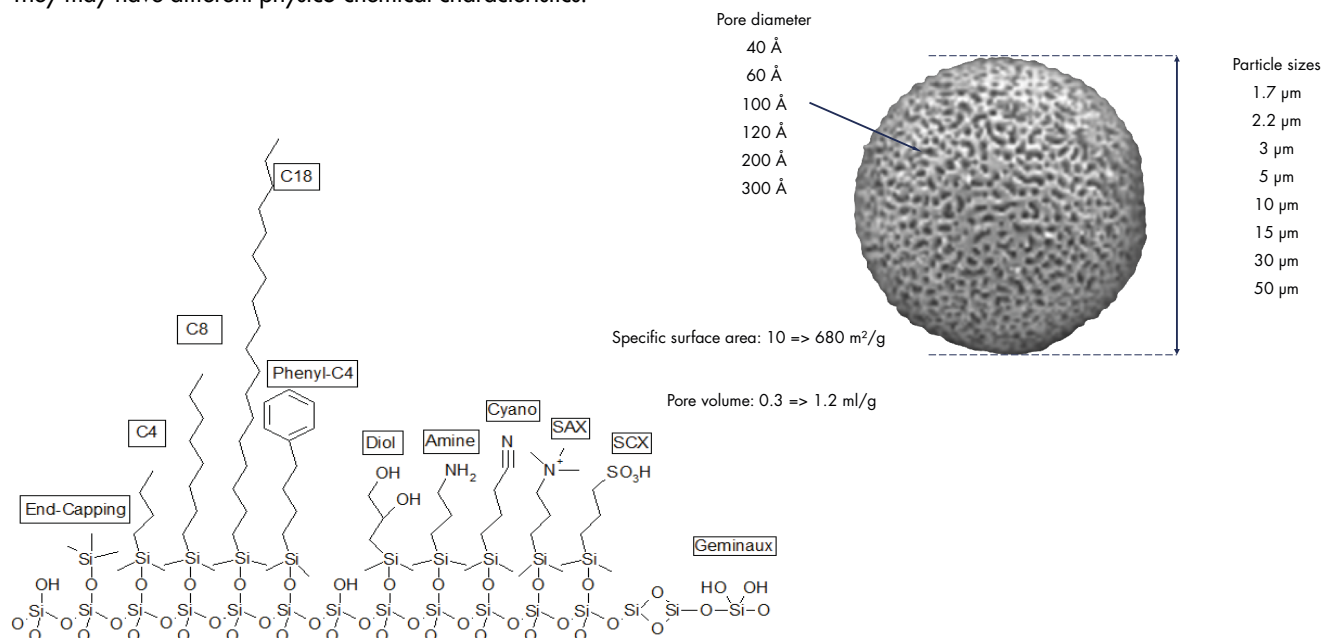 They may have different physico-chemical characteristics.
Pore diameter
40 Å
60 Å
100 Å
120 Å
200 Å
300 Å
Particle sizes
1.7 µm
2.2 µm
3 µm
5 µm
10 µm
15 µm
30 µm
50 µm
Specific surface area: 10 => 680 m²/g
Pore volume: 0.3 => 1.2 ml/g
C18
C8
Phenyl-C4
C4
End-Capping
Diol
Amine
Cyano
SAX
SCX
Geminaux
OH
OH
NH₂
N
N⁺
SO₃H
Si Si Si Si Si Si Si Si Si Si
OH O O O O O OH O O O O O O HO OH
Si Si Si Si Si Si Si Si Si Si Si Si Si Si Si
O O O O O O O O O O O O O O O
O O O O O O O O O O O O O